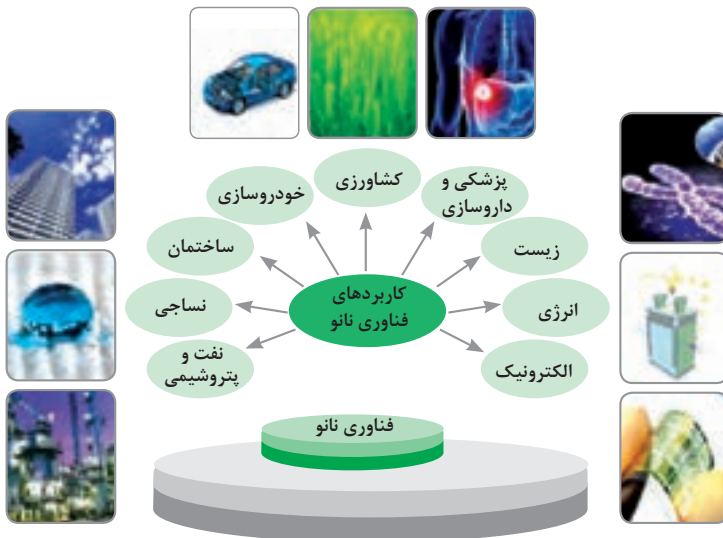 کشاورزی
پزشکی و
داروسازی
خودروسازی
زیست
ساختمان
انرژی
کاربردهای
فناوری نانو
نساجی
الکترونیک
نفت و
پتروشیمی
فناوری نانو